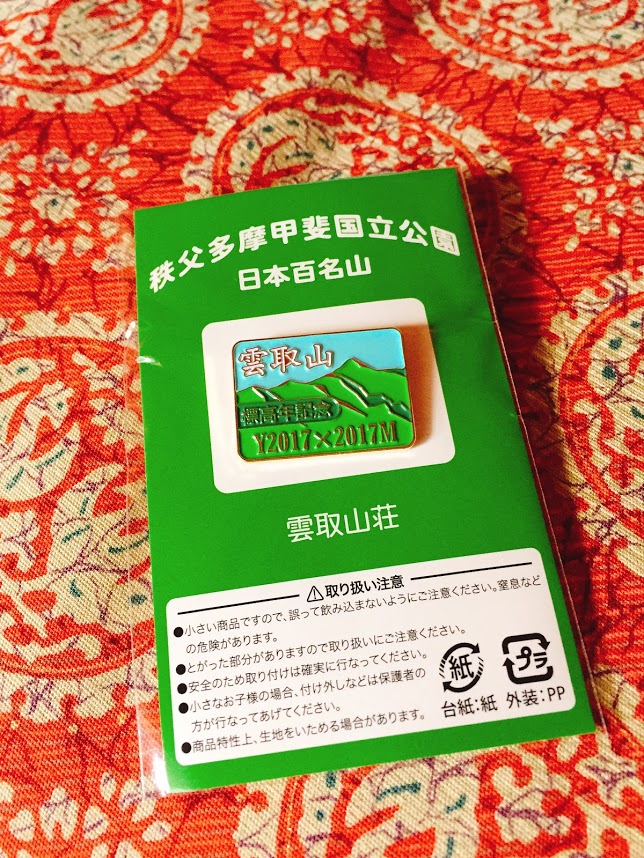 秩父多摩甲斐国立公園
日本百名山
雲取山
標高年記念
Y2017×2017M
雲取山荘
⚠取り扱い注意
●小さい商品ですので、誤って飲み込まないようにご注意ください。窒息など
の危険があります。
●とがった部分がありますので取り扱いにご注意ください。
●安全のため取り付けは確実に行なってください。
●小さなお子様の場合、付け外しなどは保護者の
方が行なってあげてください。
●商品特性上、生地をいためる場合があります。
紙
プラ
台紙:紙 外装:PP